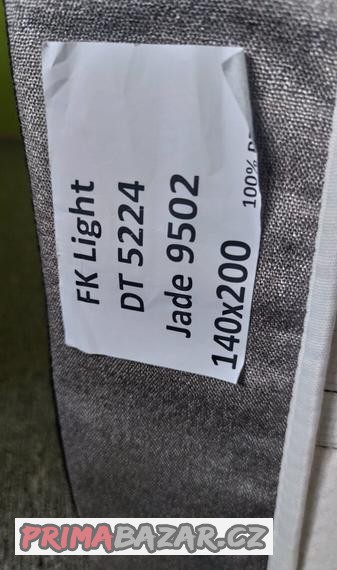 FK Light
DT 5224
Jade 9502
140x200
100%
PRIMABAZAR.CZ